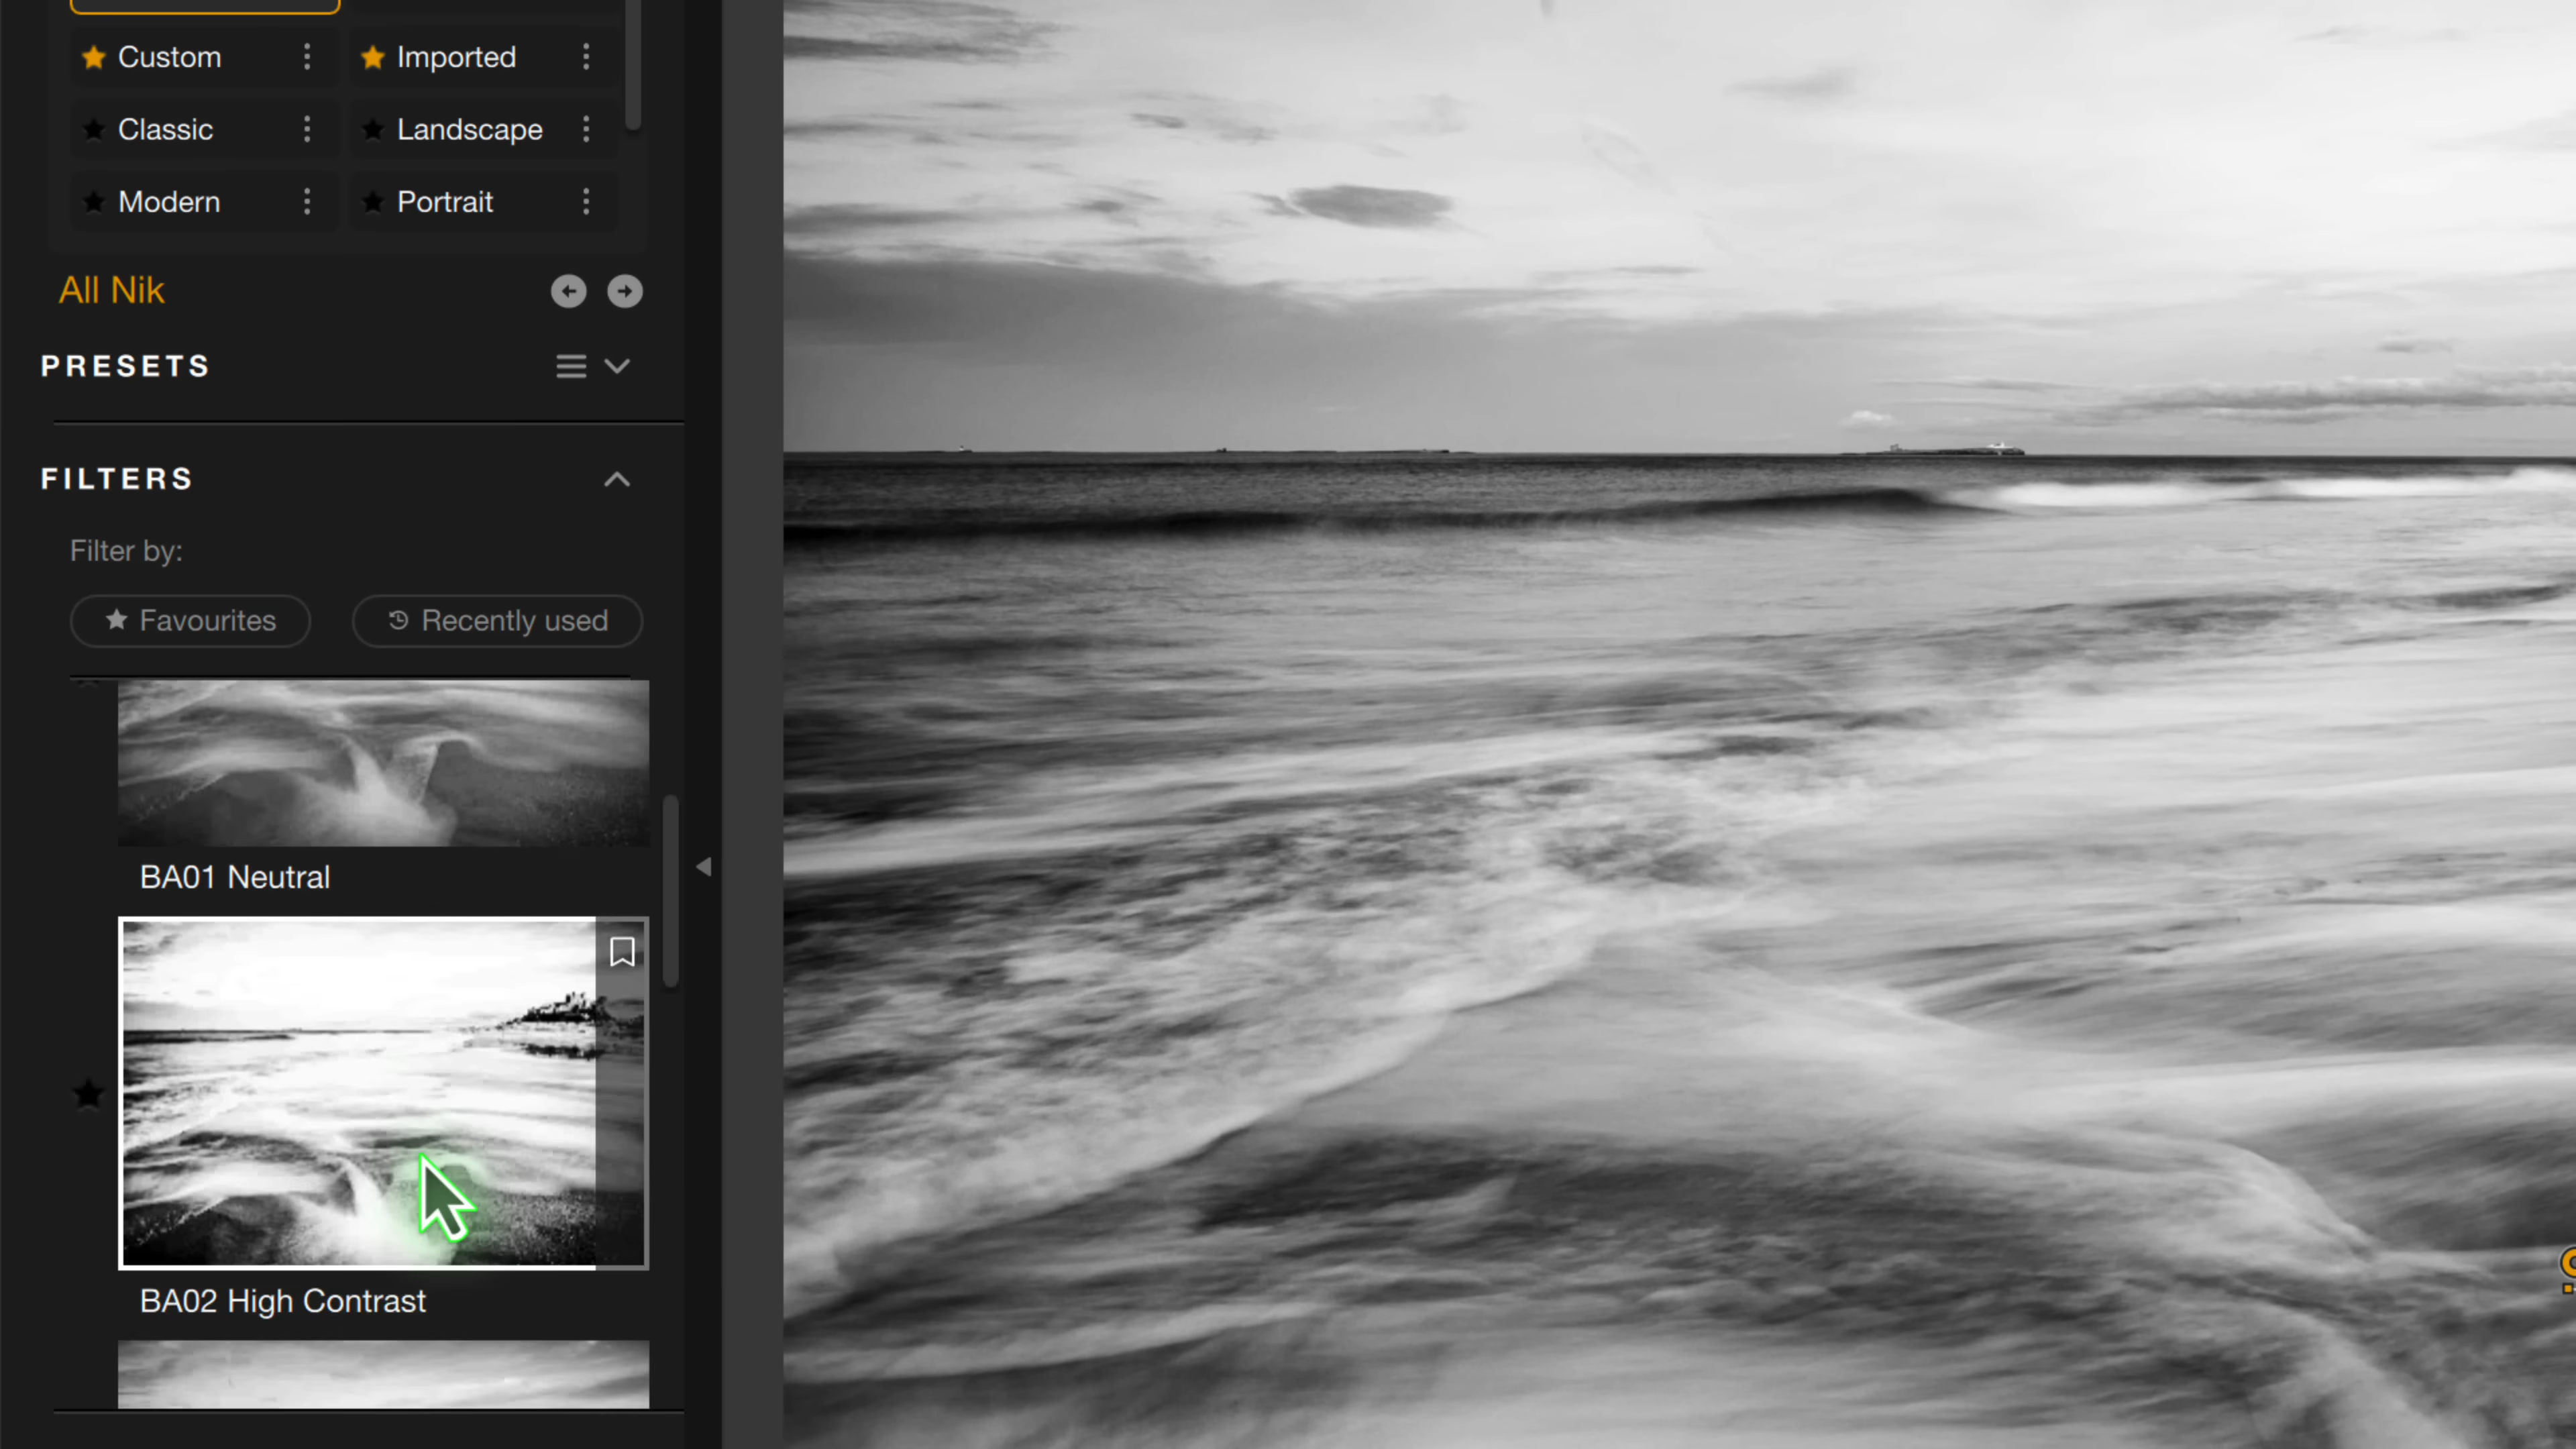 Custom
Imported
Classic
Landscape
Modern
Portrait
All Nik
PRESETS
FILTERS
Filter by:
Favourites
Recently used
BA01 Neutral
BA02 High Contrast